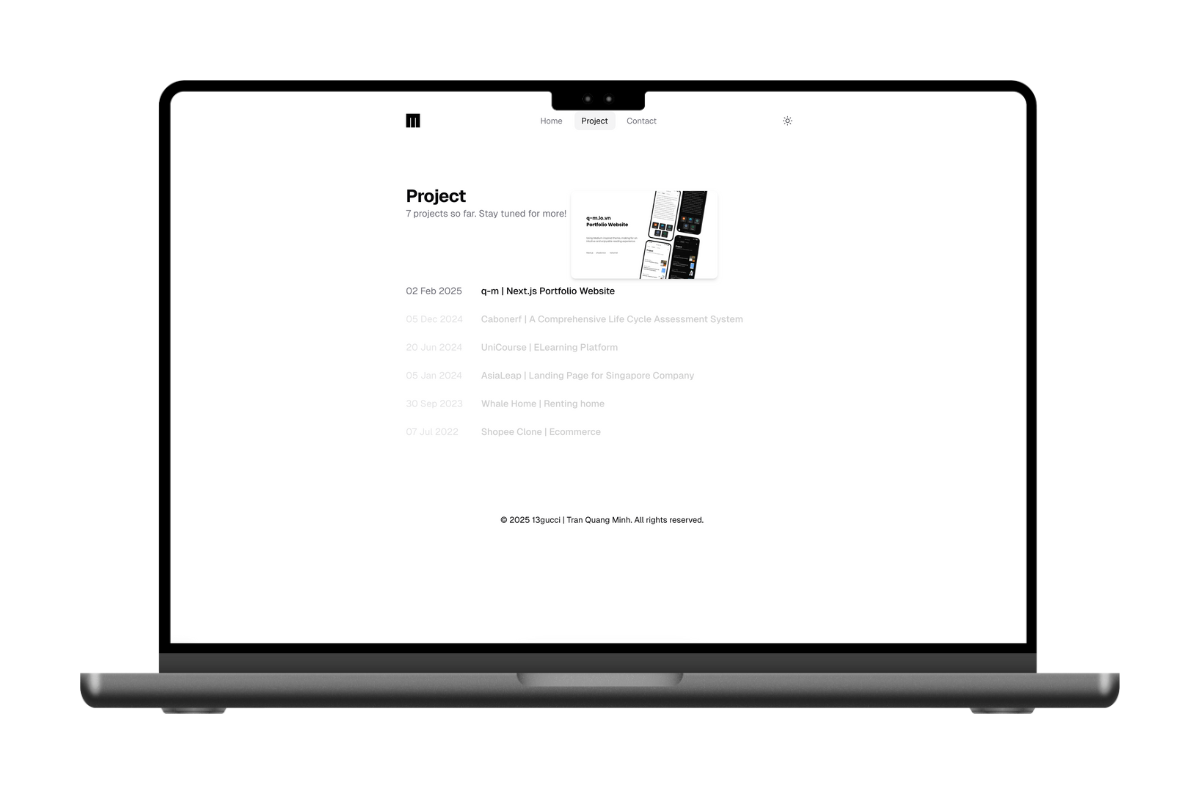 Home Project Contact
Project
7 projects so far. Stay tuned for more!
q-m.io.vn
Portfolio Website
02 Feb 2025 q-m | Next.js Portfolio Website
05 Dec 2024 Cabonerf | A Comprehensive Life Cycle Assessment System
20 Jun 2024 UniCourse | ELearning Platform
05 Jan 2024 AsiaLeap | Landing Page for Singapore Company
30 Sep 2023 Whale Home | Renting home
07 Jul 2022 Shopee Clone | Ecommerce
© 2025 13gucci | Tran Quang Minh. All rights reserved.